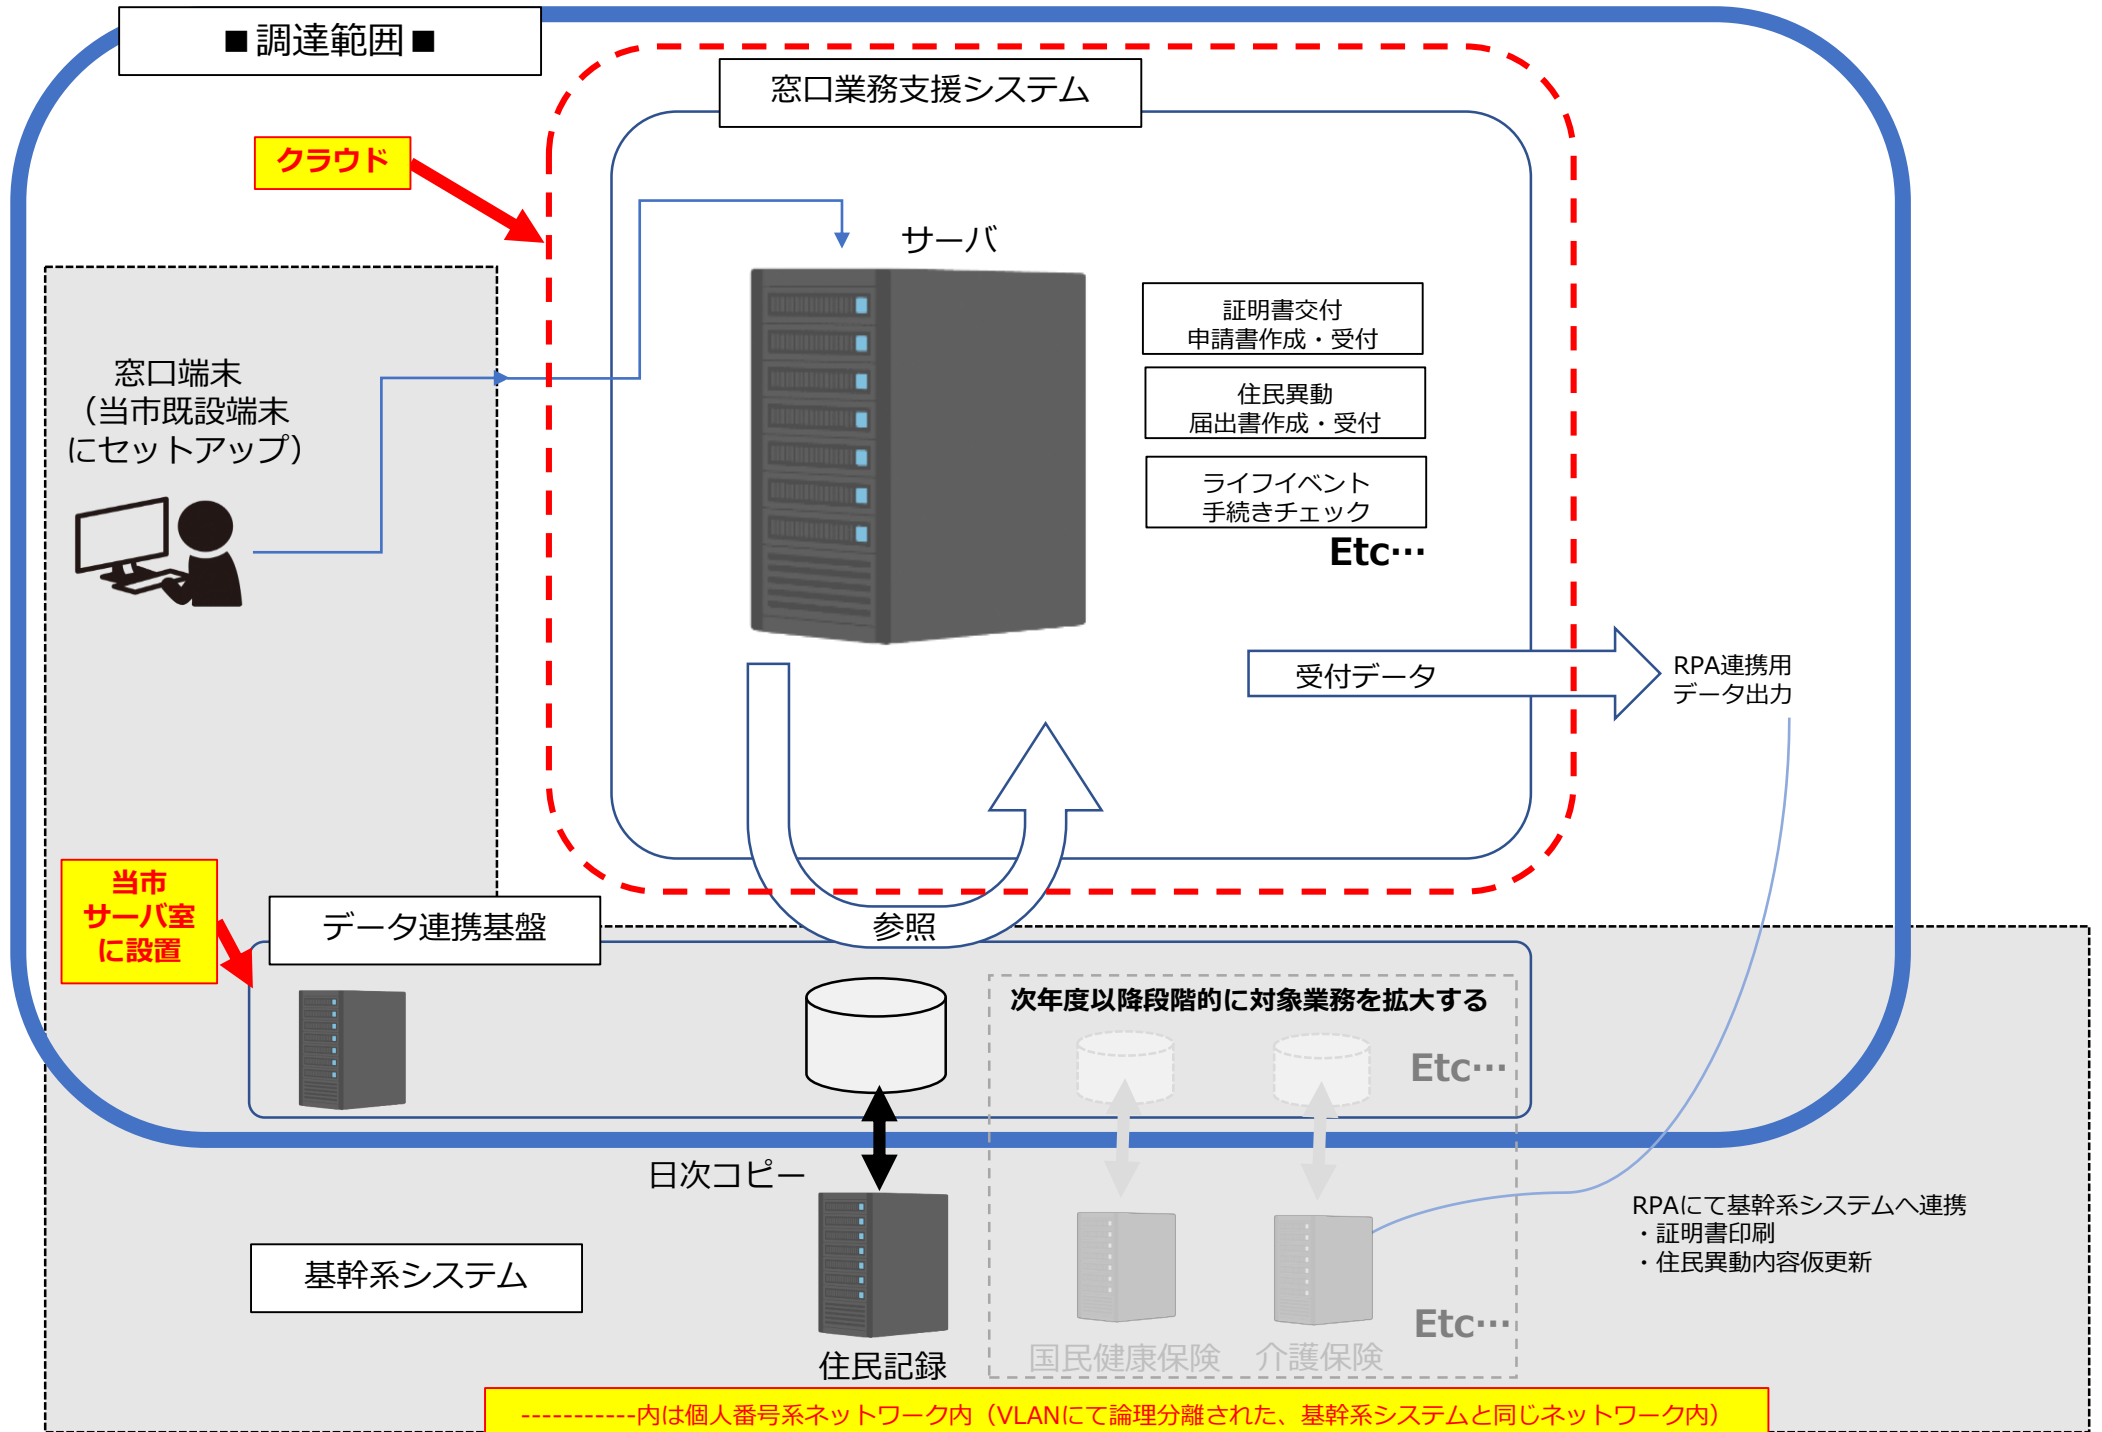 ■調達範囲■
窓口業務支援システム
クラウド
サーバ
証明書交付
申請書作成・受付
住民異動
届出書作成・受付
ライフイベント
手続きチェック
Etc…
窓口端末
（当市既設端末
にセットアップ）
受付データ
RPA連携用
データ出力
当市
サーバ室
に設置
データ連携基盤
参照
次年度以降段階的に対象業務を拡大する
Etc…
日次コピー
RPAにて基幹系システムへ連携
・証明書印刷
・住民異動内容仮更新
基幹系システム
Etc…
住民記録
国民健康保険
介護保険
-----------内は個人番号系ネットワーク内（VLANにて論理分離された、基幹系システムと同じネットワーク内）